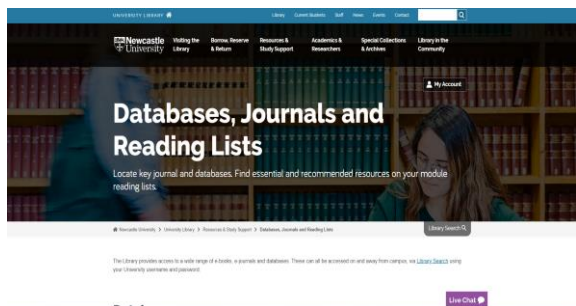 UNIVERSITY LIBRARY
Library Current Students Staff News Events Contact
Newcastle University
Visiting the Library
Borrow, Reserve & Return
Resources & Study Support
Academics & Researchers
Special Collections & Archives
Library in the Community
My Account
Databases, Journals and
Reading Lists
Locate key journal and databases. Find essential and recommended resources on your module
reading lists.
Newcastle University > University Library > Resources & Study Support > Databases, Journals and Reading Lists
Library Search
The Library provides access to a wide range of e-books, e-journals and databases. These can all be accessed on and away from campus, via Library Search using
your University username and password.
Live Chat